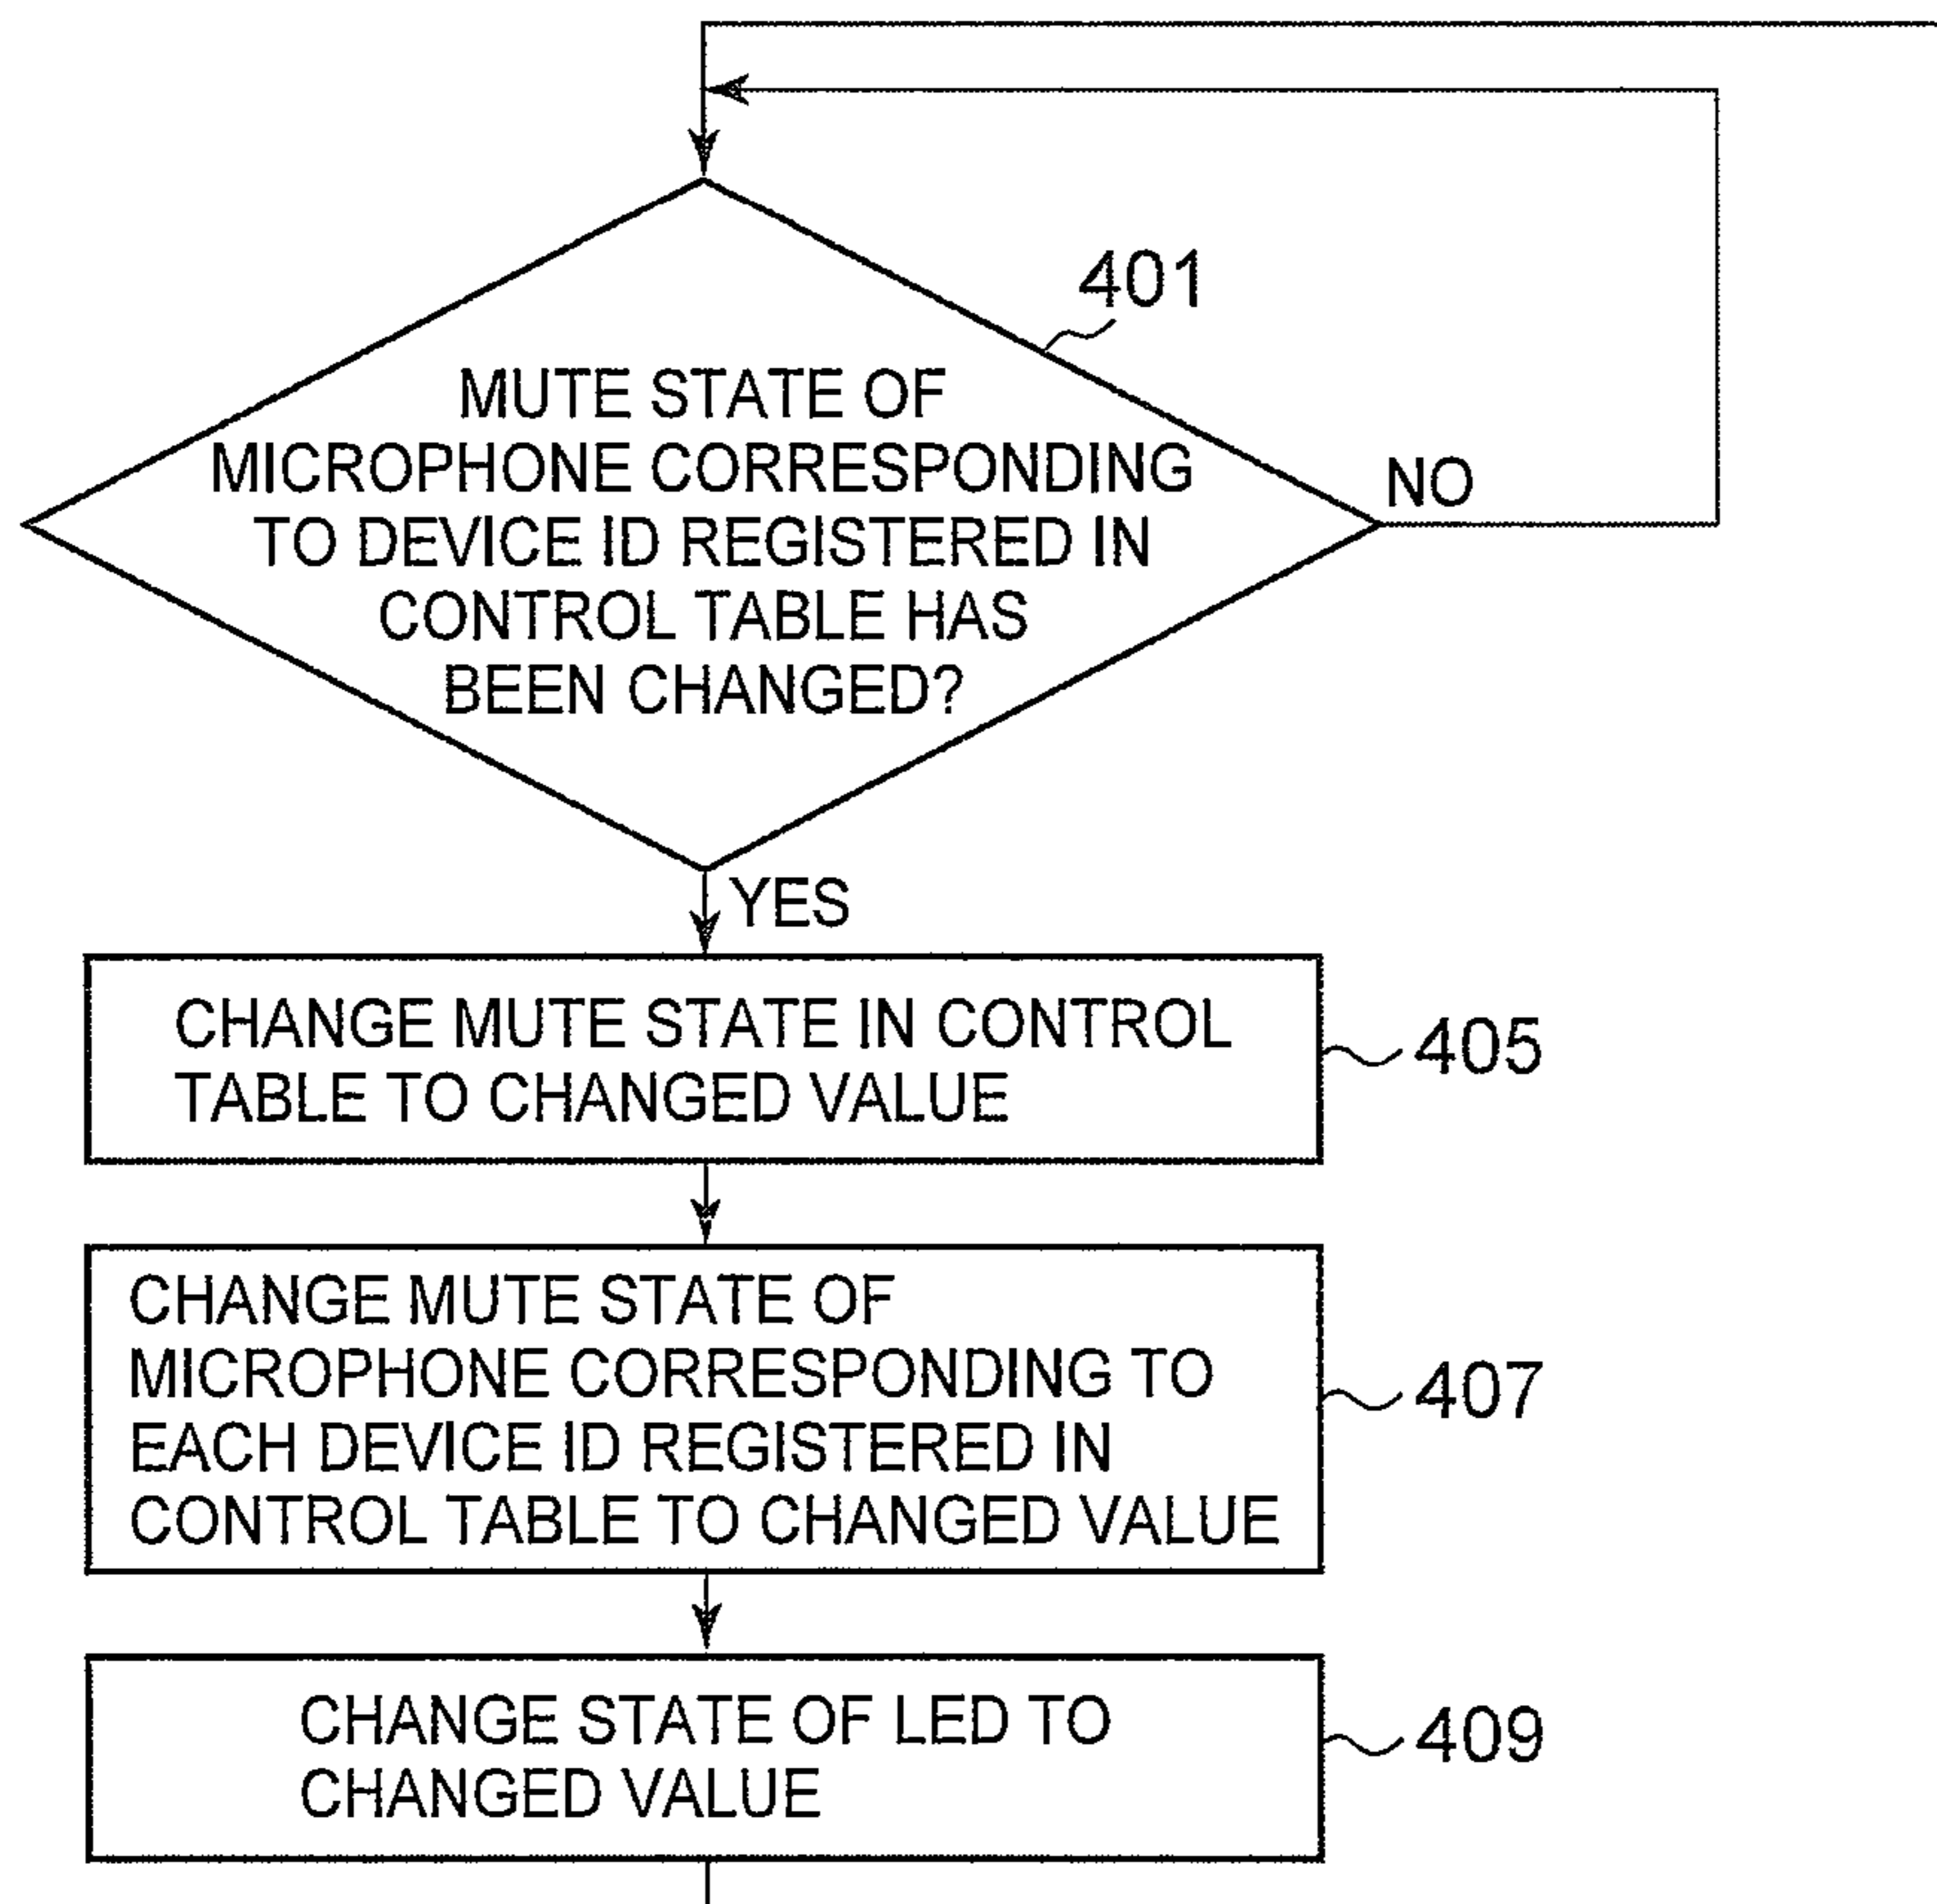 401
MUTE STATE OF
MICROPHONE CORRESPONDING
TO DEVICE ID REGISTERED IN
CONTROL TABLE HAS
BEEN CHANGED?
NO
YES
CHANGE MUTE STATE IN CONTROL
TABLE TO CHANGED VALUE
405
CHANGE MUTE STATE OF
MICROPHONE CORRESPONDING TO
EACH DEVICE ID REGISTERED IN
CONTROL TABLE TO CHANGED VALUE
407
CHANGE STATE OF LED TO
CHANGED VALUE
409